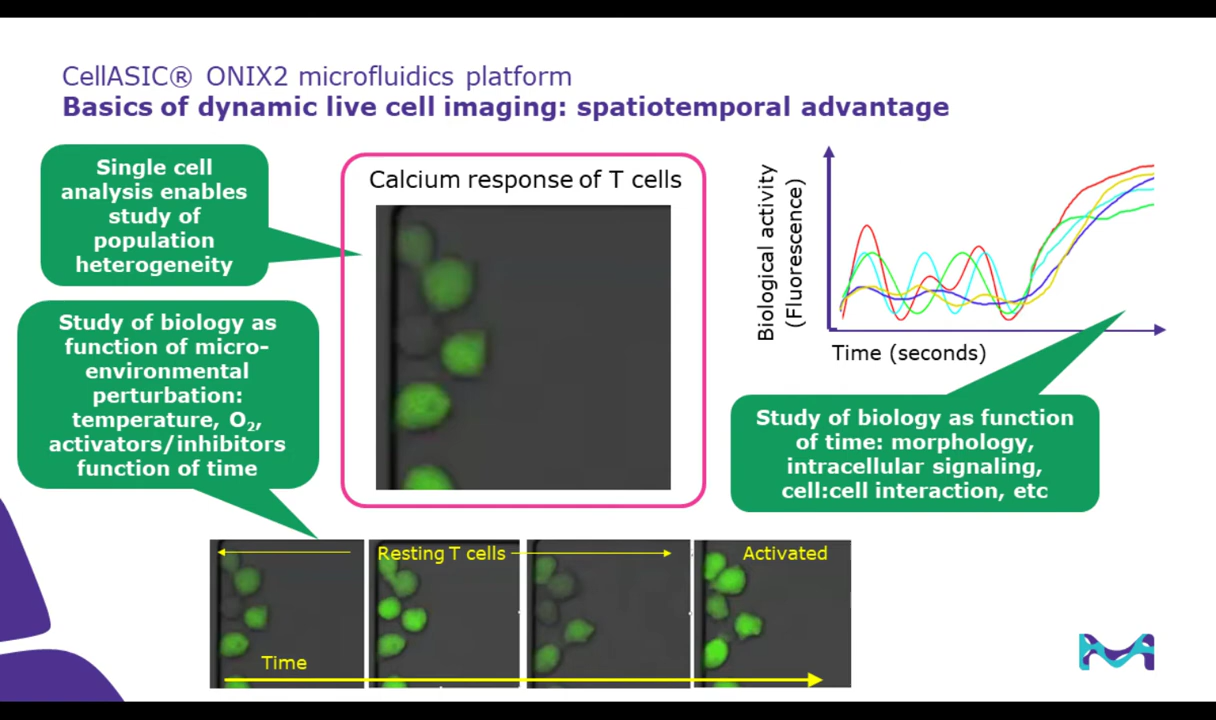 CellASIC® ONIX2 microfluidics platform
Basics of dynamic live cell imaging: spatiotemporal advantage
Single cell
analysis enables
study of
population
heterogeneity
Study of biology as
function of micro-
environmental
perturbation:
temperature, O₂,
activators/inhibitors
function of time
Calcium response of T cells
Biological activity
(Fluorescence)
Time (seconds)
Study of biology as function
of time: morphology,
intracellular signaling,
cell:cell interaction, etc
Resting T cells
Activated
Time